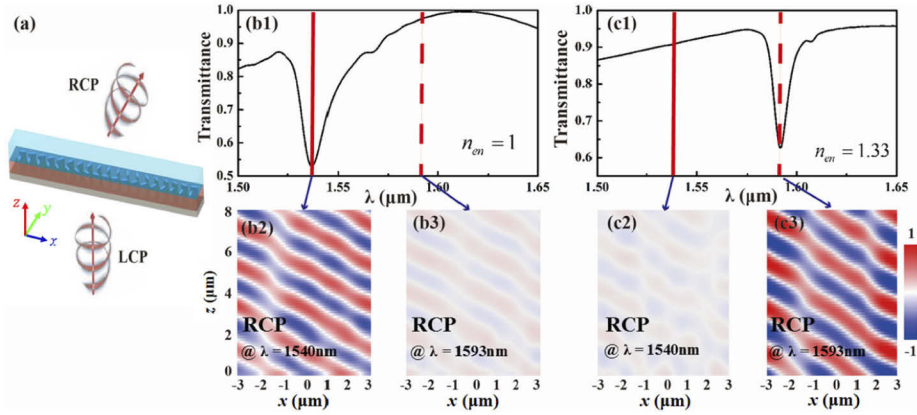 (a)
RCP
LCP
z
y
x
(b1)
Transmittance
1.0
0.9
0.8
0.7
0.6
0.5
1.50
1.55
1.60
1.65
λ (μm)
n_en = 1
(c1)
Transmittance
1.0
0.9
0.8
0.7
0.6
1.50
1.55
1.60
1.65
λ (μm)
n_en = 1.33
(b2)
z (μm)
8
6
4
2
0
RCP
@ λ = 1540nm
-3 -2 -1 0 1 2 3
x (μm)
(b3)
RCP
@ λ = 1593nm
-3 -2 -1 0 1 2 3
x (μm)
(c2)
RCP
@ λ = 1540nm
-3 -2 -1 0 1 2 3
x (μm)
(c3)
RCP
@ λ = 1593nm
-3 -2 -1 0 1 2 3
x (μm)
1
-1